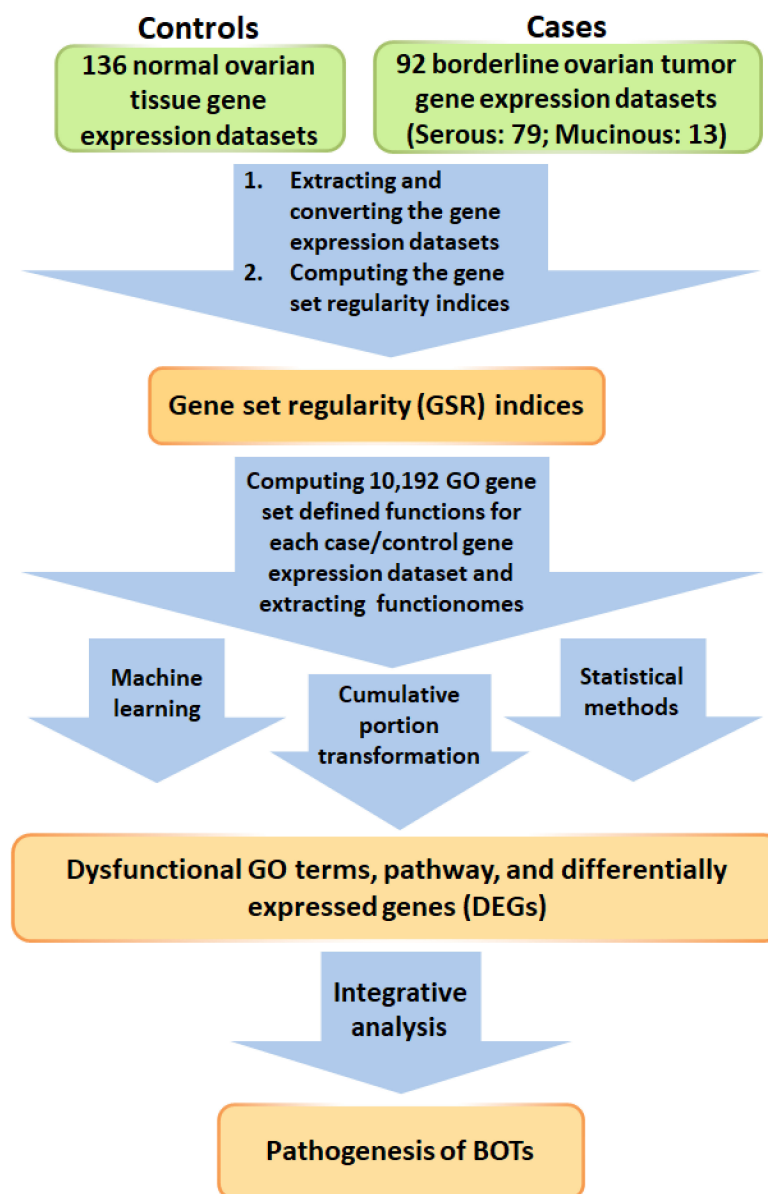 Controls
136 normal ovarian
tissue gene
expression datasets
Cases
92 borderline ovarian tumor
gene expression datasets
(Serous: 79; Mucinous: 13)
1. Extracting and
converting the gene
expression datasets
2. Computing the gene
set regularity indices
Gene set regularity (GSR) indices
Computing 10,192 GO gene
set defined functions for
each case/control gene
expression dataset and
extracting functionomes
Machine
learning
Cumulative
portion
transformation
Statistical
methods
Dysfunctional GO terms, pathway, and differentially
expressed genes (DEGs)
Integrative
analysis
Pathogenesis of BOTs